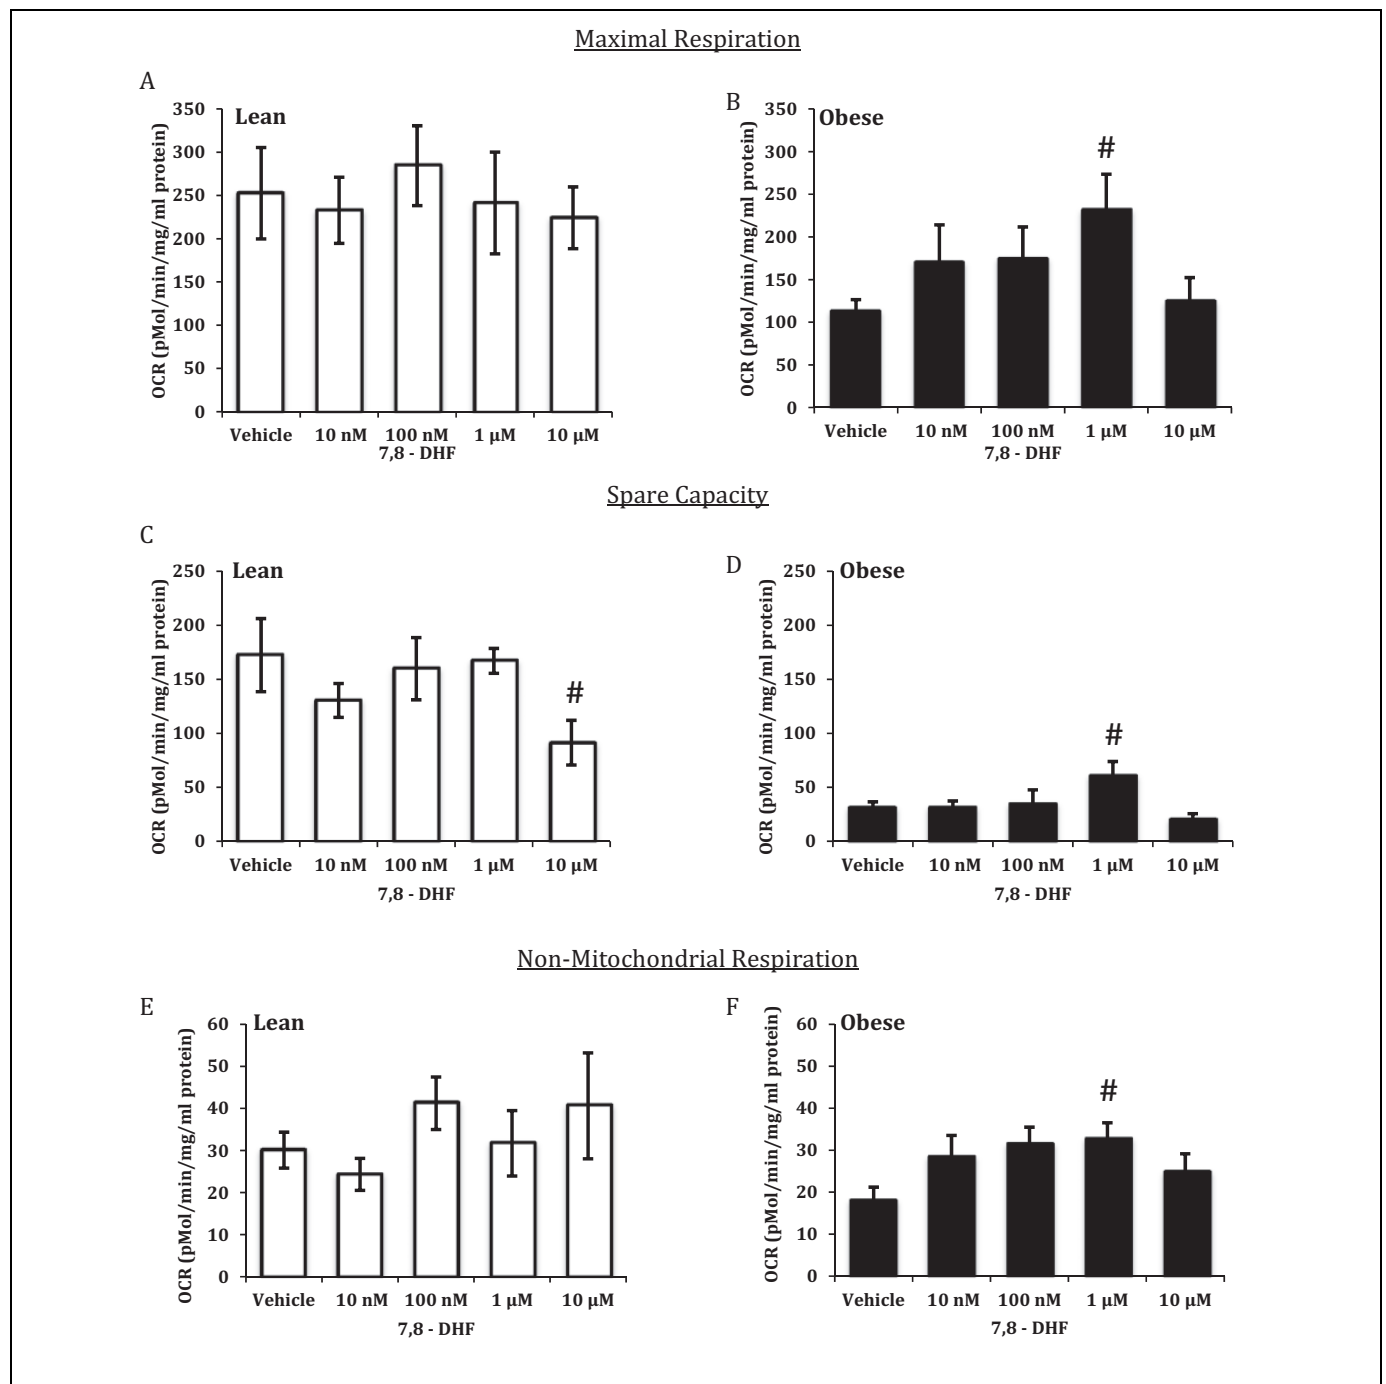 Maximal Respiration
A
Lean
OCR (pMol/min/mg/ml protein)
350
300
250
200
150
100
50
0
Vehicle 10 nM 100 nM 1 μM 10 μM
7,8 - DHF
B
Obese
#
OCR (pMol/min/mg/ml protein)
350
300
250
200
150
100
50
0
Vehicle 10 nM 100 nM 1 μM 10 μM
7,8 - DHF
Spare Capacity
C
Lean
#
OCR (pMol/min/mg/ml protein)
250
200
150
100
50
0
Vehicle 10 nM 100 nM 1 μM 10 μM
7,8 - DHF
D
Obese
#
OCR (pMol/min/mg/ml protein)
250
200
150
100
50
0
Vehicle 10 nM 100 nM 1 μM 10 μM
7,8 - DHF
Non-Mitochondrial Respiration
E
Lean
OCR (pMol/min/mg/ml protein)
60
50
40
30
20
10
0
Vehicle 10 nM 100 nM 1 μM 10 μM
7,8 - DHF
F
Obese
#
OCR (pMol/min/mg/ml protein)
60
50
40
30
20
10
0
Vehicle 10 nM 100 nM 1 μM 10 μM
7,8 - DHF